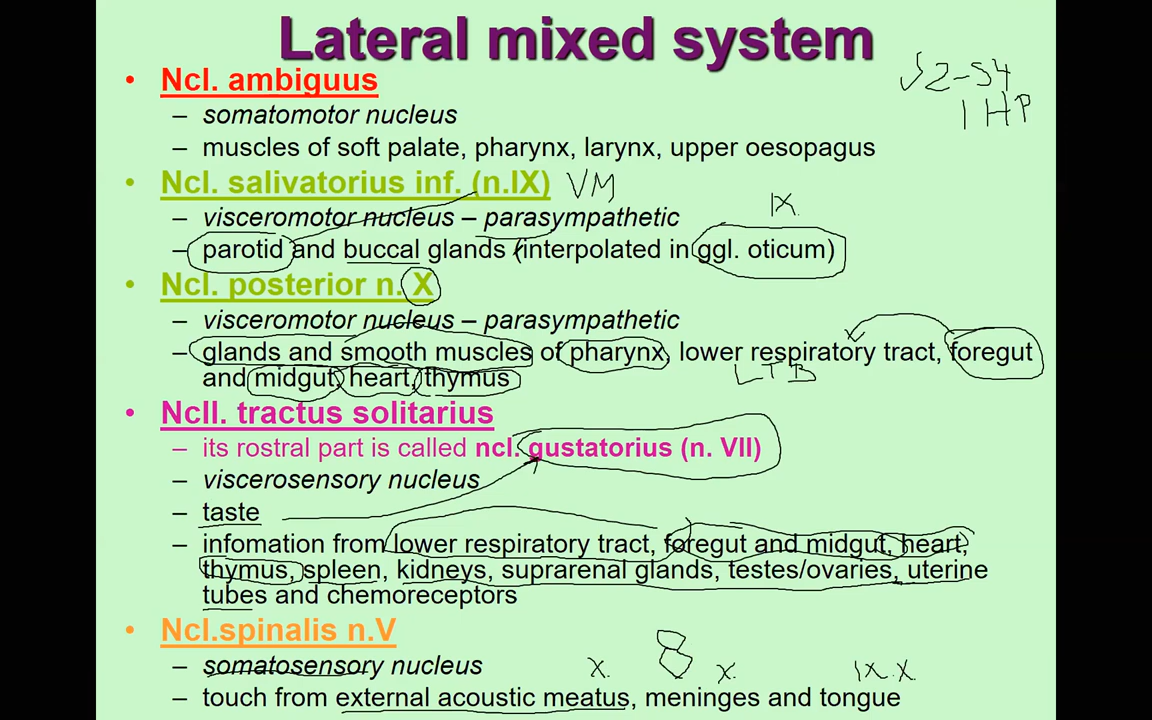 Lateral mixed system
• Ncl. ambiguus
S2-S4
– somatomotor nucleus
1 HP
– muscles of soft palate, pharynx, larynx, upper oesopagus
• Ncl. salivatorius inf. (n.IX) VM
– visceromotor nucleus – parasympathetic
IX.
– parotid and buccal glands (interpolated in ggl. oticum)
• Ncl. posterior n. X
– visceromotor nucleus – parasympathetic
– glands and smooth muscles of pharynx, lower respiratory tract, foregut
and midgut, heart, thymus
LTB
• Ncll. tractus solitarius
– its rostral part is called ncl. gustatorius (n. VII)
– viscerosensory nucleus
– taste
– infomation from lower respiratory tract, foregut and midgut, heart,
thymus, spleen, kidneys, suprarenal glands, testes/ovaries, uterine
tubes and chemoreceptors
• Ncl.spinalis n.V
– somatosensory nucleus
X. 8 X. IX. X.
– touch from external acoustic meatus, meninges and tongue